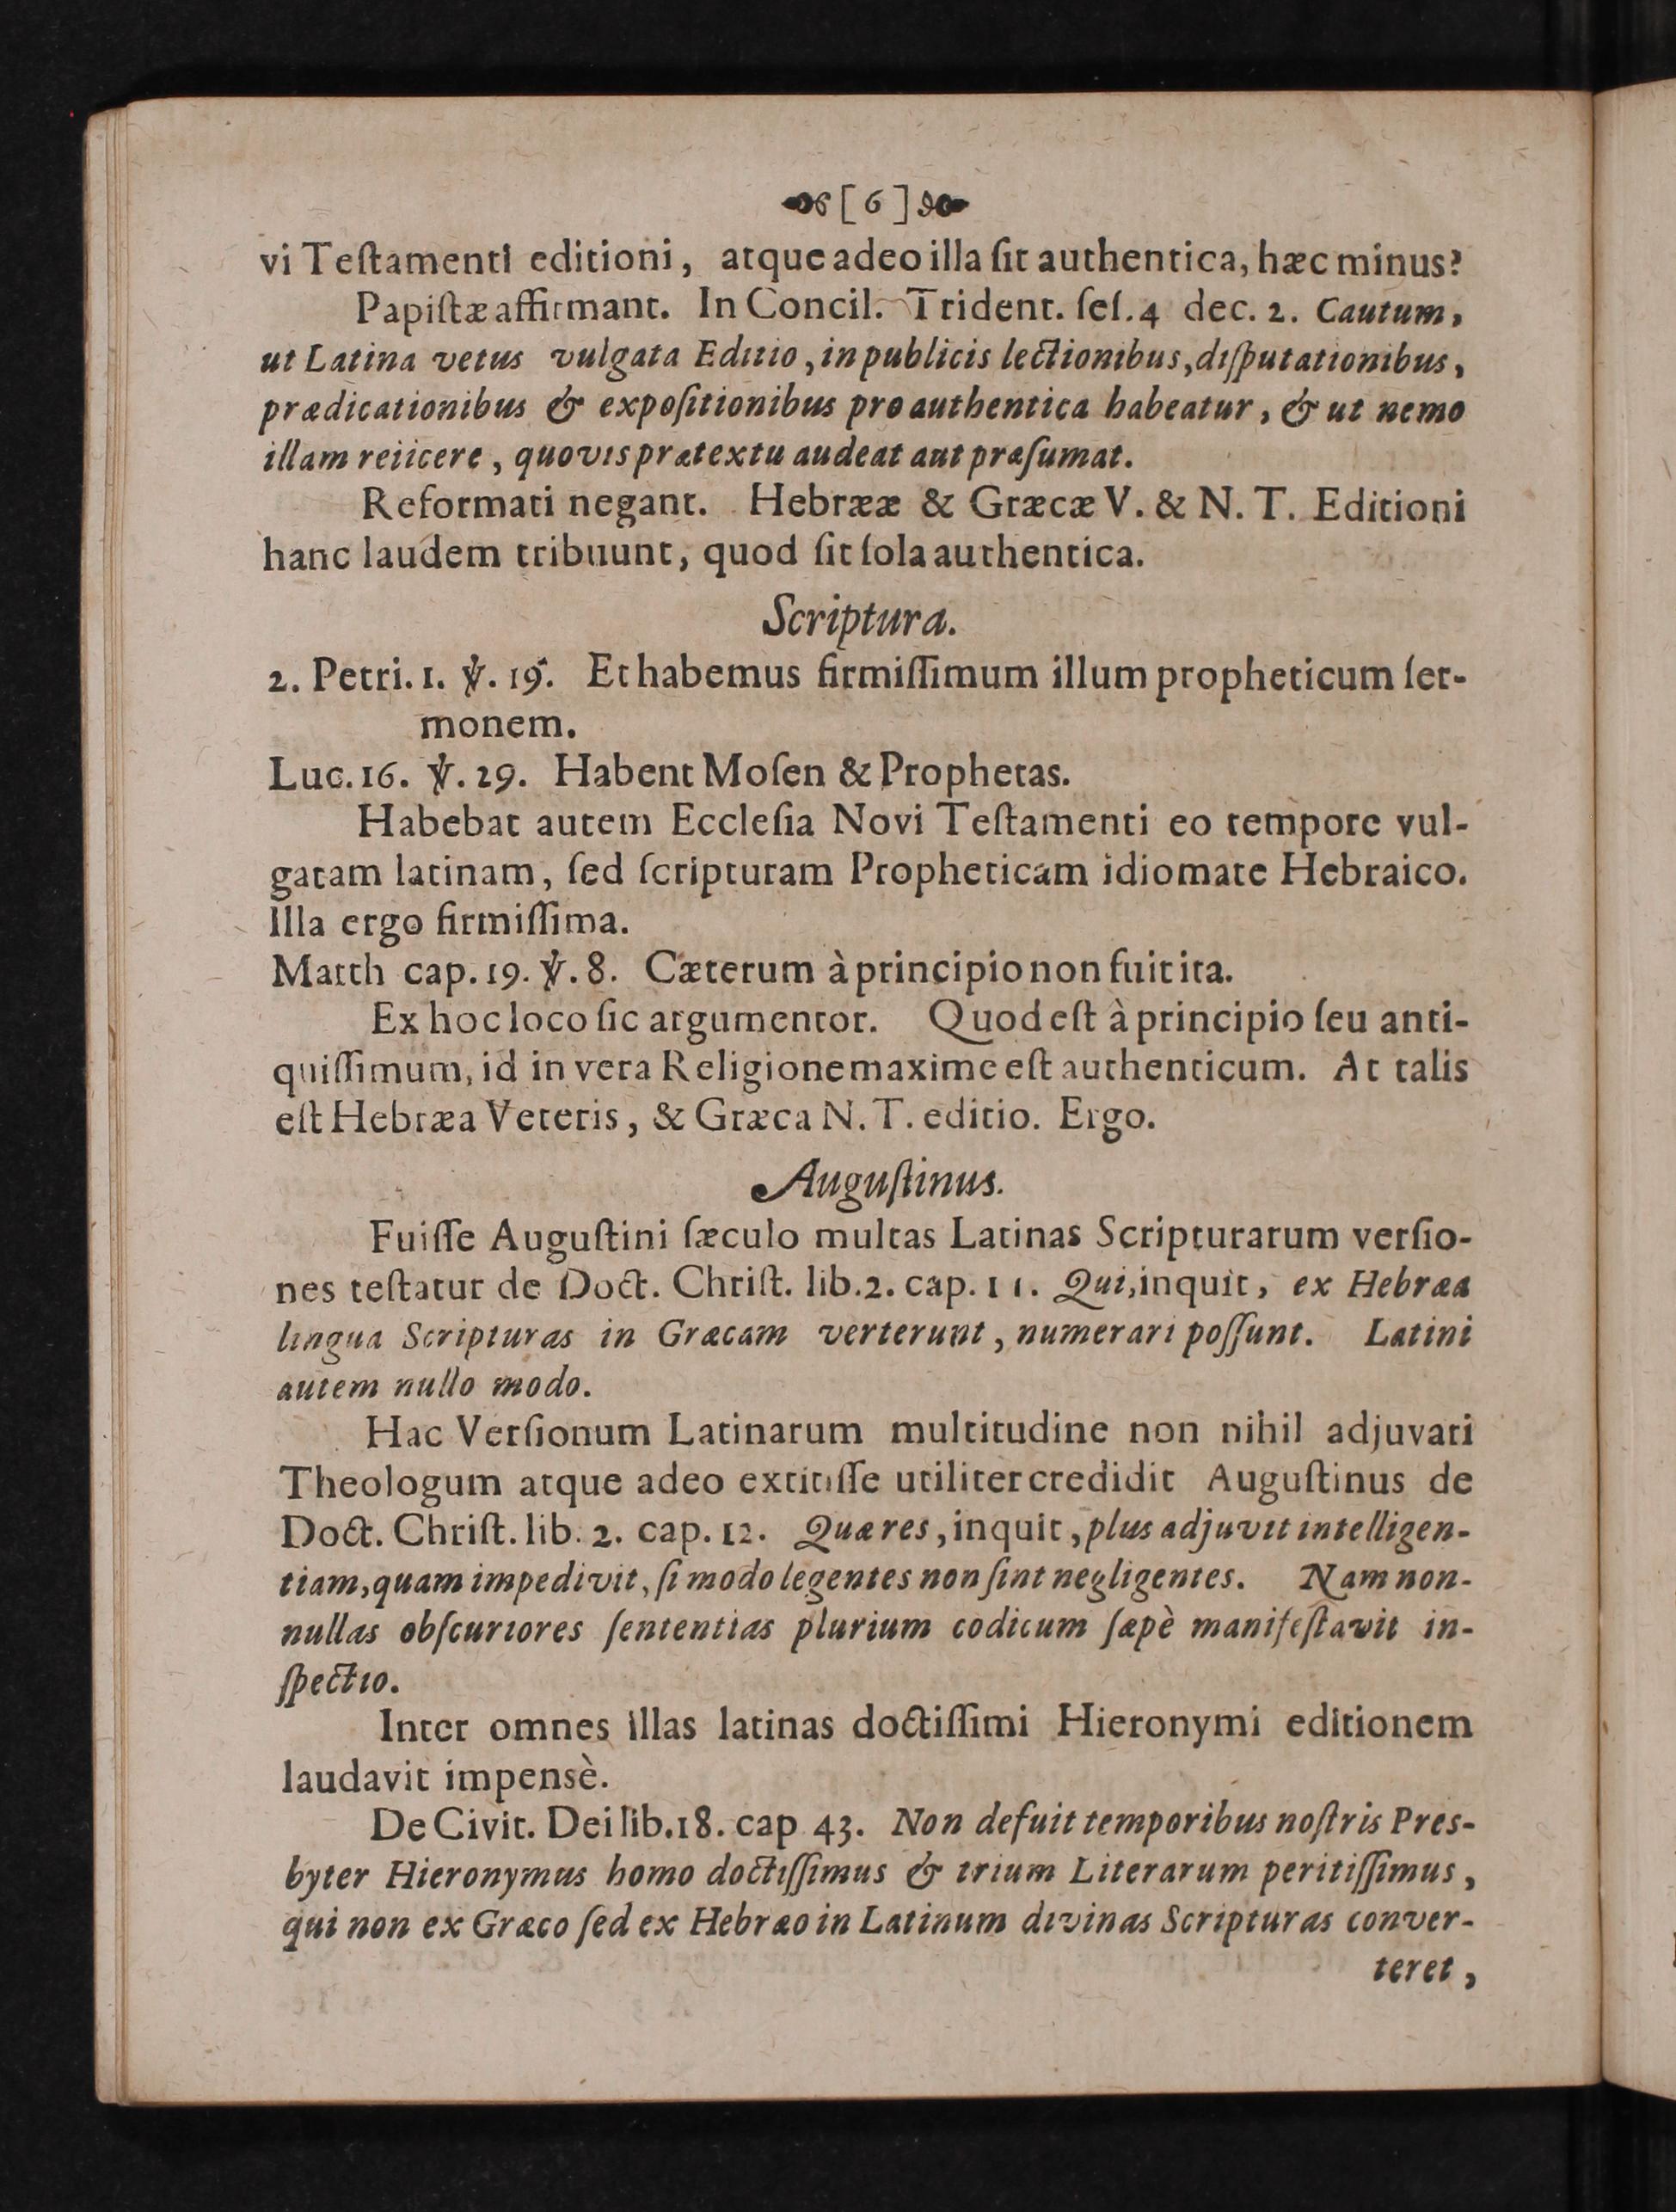 [ 6 ]
vi Teſtamenti editioni, atque adeo illa ſit authentica, hæc minus?
Papiſtæ affirmant. In Concil. Trident. ſeſ. 4 dec. 2. Cautum,
ut Latina vetus vulgata Editio, in publicis lectionibus, diſputationibus,
prædicationibus & expoſitionibus pro authentica habeatur, & ut nemo
illam reiicere, quovis prætextu audeat aut præſumat.
Reformati negant. Hebrææ & Græcæ V. & N. T. Editioni
hanc laudem tribuunt, quod ſit ſola authentica.
Scriptura.
2. Petri. 1. ℣. 19. Et habemus firmiſſimum illum propheticum ſer-
monem.
Luc. 16. ℣. 29. Habent Moſen & Prophetas.
Habebat autem Eccleſia Novi Teſtamenti eo tempore vul-
gatam latinam, ſed ſcripturam Propheticam idiomate Hebraico.
Illa ergo firmiſſima.
Matth cap. 19. ℣. 8. Cæterum à principio non fuit ita.
Ex hoc loco ſic argumentor. Quod eſt à principio ſeu anti-
quiſſimum, id in vera Religione maxime eſt authenticum. At talis
eſt Hebræa Veteris, & Græca N. T. editio. Ergo.
Auguſtinus.
Fuiſſe Auguſtini ſæculo multas Latinas Scripturarum verſio-
nes teſtatur de Doct. Chriſt. lib. 2. cap. 11. Qui, inquit, ex Hebræa
lingua Scripturas in Græcam verterunt, numerari poſſunt. Latini
autem nullo modo.
Hac Verſionum Latinarum multitudine non nihil adjuvari
Theologum atque adeo extitiſſe utiliter credidit Auguſtinus de
Doct. Chriſt. lib. 2. cap. 12. Quæ res, inquit, plus adjuvit intelligen-
tiam, quam impedivit, ſi modo legentes non ſint negligentes. Nam non-
nullas obſcuriores ſententias plurium codicum ſæpè manifeſtavit in-
ſpectio.
Inter omnes illas latinas doctiſſimi Hieronymi editionem
laudavit impensè.
De Civit. Dei lib. 18. cap 43. Non defuit temporibus noſtris Pres-
byter Hieronymus homo doctiſſimus & trium Literarum peritiſſimus,
qui non ex Græco ſed ex Hebræo in Latinum divinas Scripturas conver-
teret,